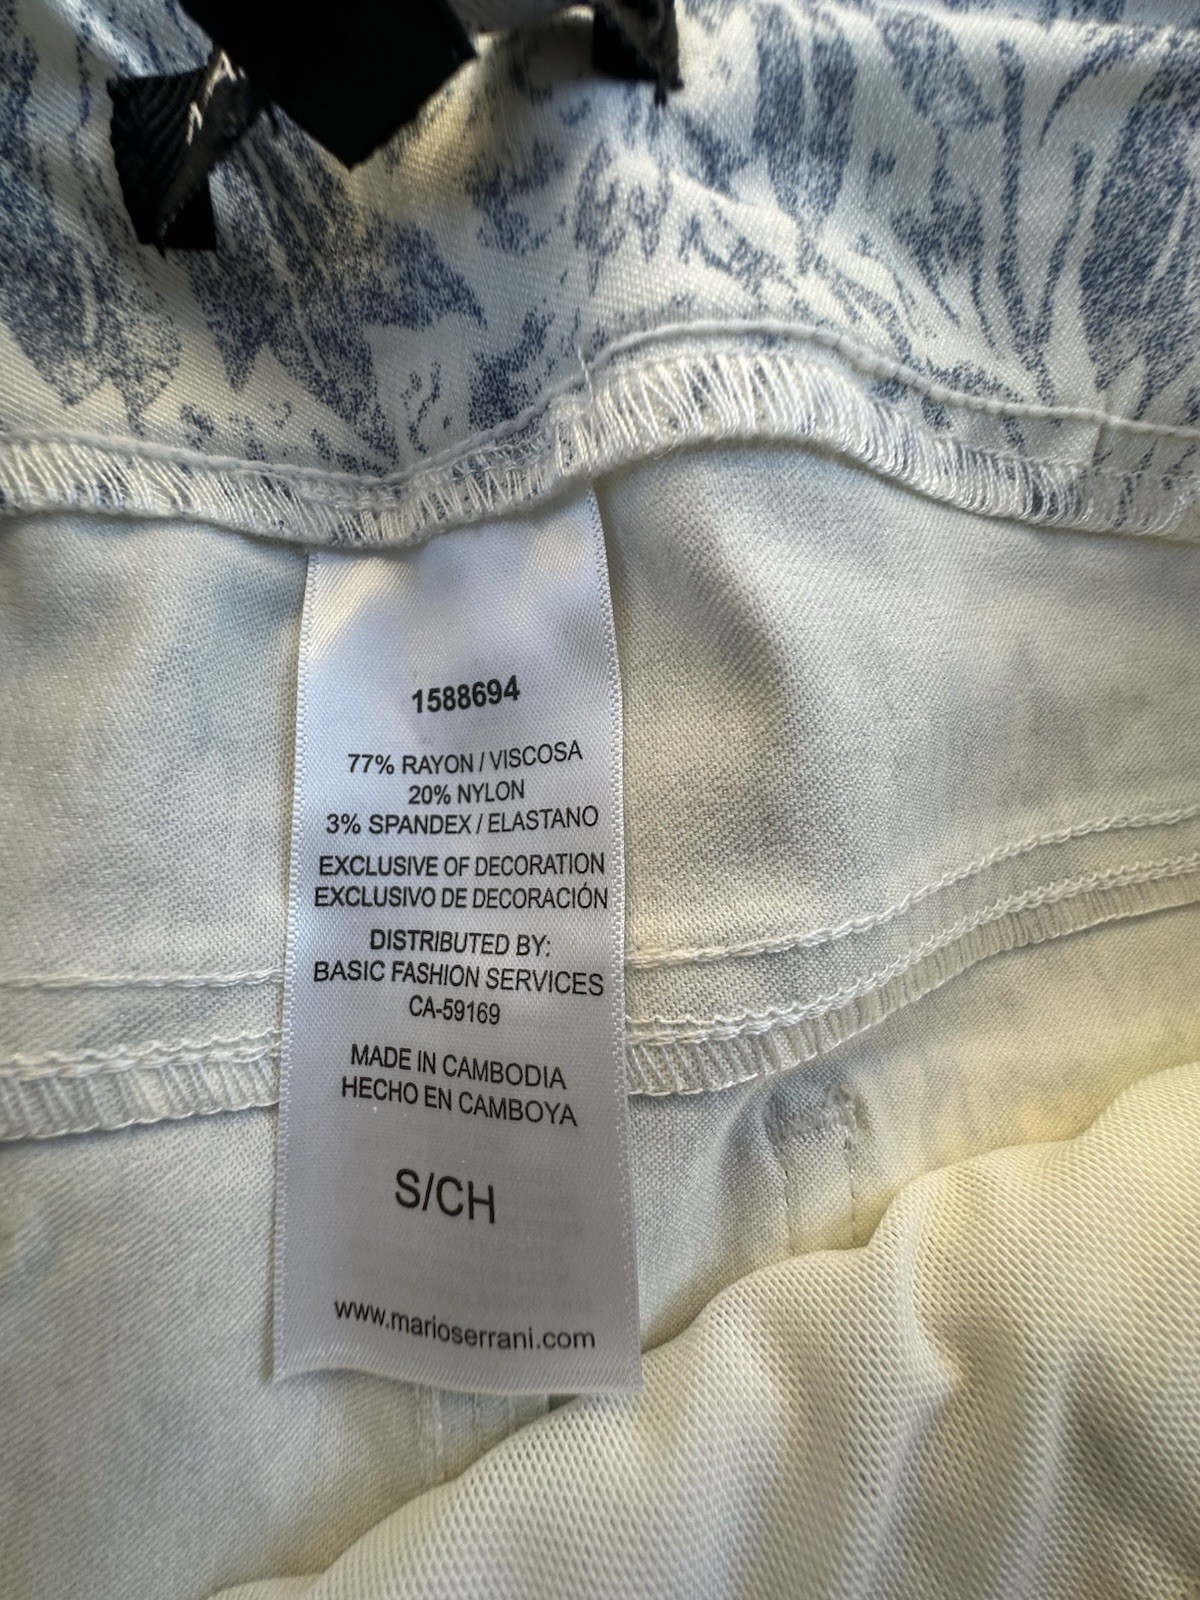 1588694
77% RAYON / VISCOSA
20% NYLON
3% SPANDEX / ELASTANO
EXCLUSIVE OF DECORATION
EXCLUSIVO DE DECORACIÓN
DISTRIBUTED BY:
BASIC FASHION SERVICES
CA-59169
MADE IN CAMBODIA
HECHO EN CAMBOYA
S/CH
www.marioserrani.com